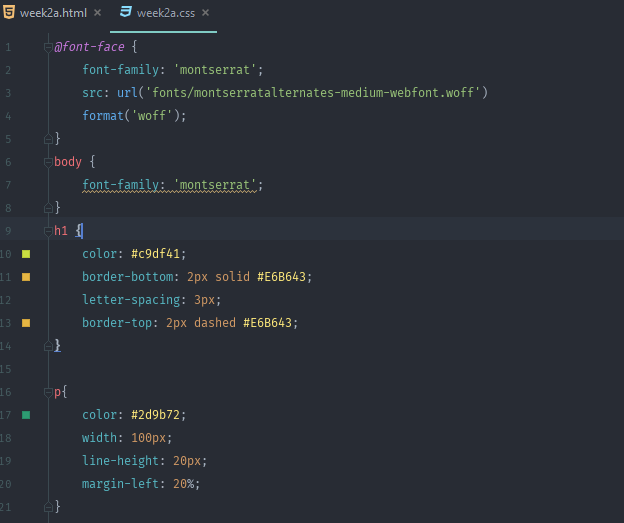 week2a.html × week2a.css ×
1 @font-face {
2 font-family: 'montserrat';
3 src: url('fonts/montserratalternates-medium-webfont.woff')
4 format('woff');
5 }
6 body {
7 font-family: 'montserrat';
8 }
9 h1 {
10 color: #c9df41;
11 border-bottom: 2px solid #E6B643;
12 letter-spacing: 3px;
13 border-top: 2px dashed #E6B643;
14 }
15
16 p{
17 color: #2d9b72;
18 width: 100px;
19 line-height: 20px;
20 margin-left: 20%;
21 }